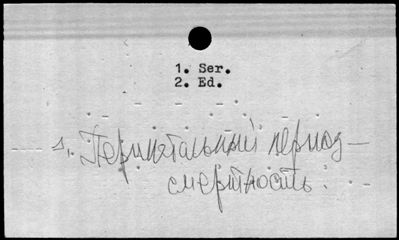 1. Ser.
2. Ed.
1. Перинатальный период —
смертность.